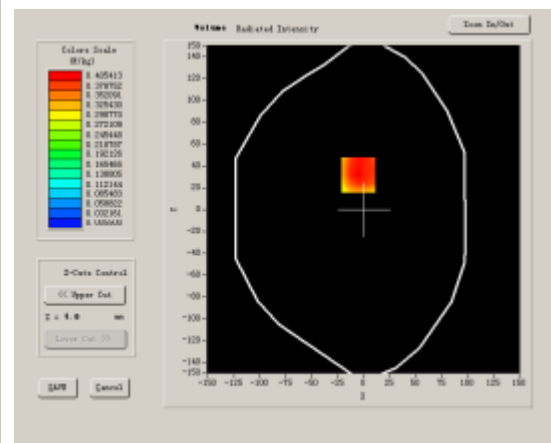 Volume Radiated Intensity
Zoom In/Out
Colors Scale
(W/kg)
0.405413
0.378752
0.352091
0.325430
0.298770
0.272109
0.245448
0.218787
0.192126
0.165466
0.138805
0.112144
0.085483
0.058822
0.032161
150
140
120
100
80
60
40
20
0
-20
-40
-60
-80
-100
-120
-140
-150
Y
-150 -125 -100 -75 -50 -25 0 25 50 75 100 125 150
X
Z-Cuts Control
<< Upper Cut
Z = 4.0 mm
Lower Cut >>
SAVE Cancel